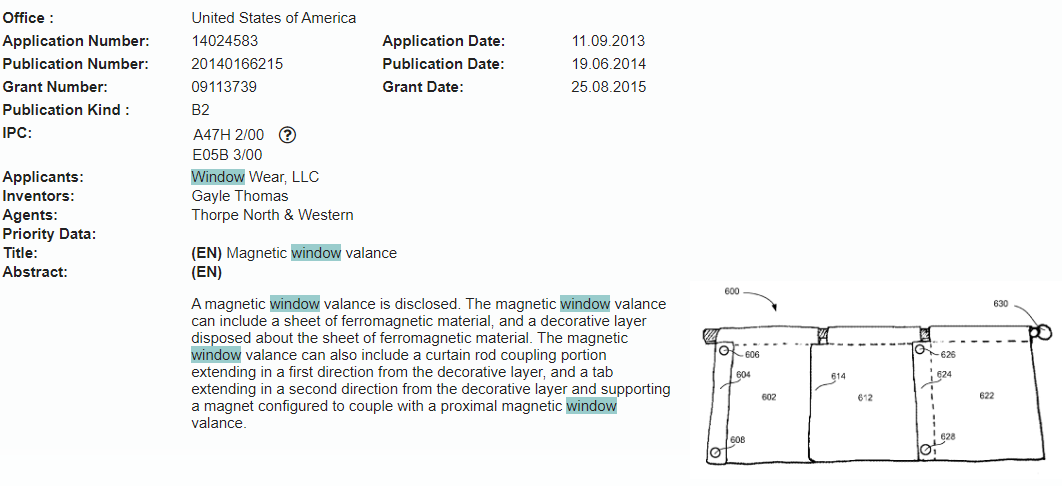 Office : United States of America
Application Number: 14024583 Application Date: 11.09.2013
Publication Number: 20140166215 Publication Date: 19.06.2014
Grant Number: 09113739 Grant Date: 25.08.2015
Publication Kind : B2
IPC: A47H 2/00 ?
E05B 3/00
Applicants: Window Wear, LLC
Inventors: Gayle Thomas
Agents: Thorpe North & Western
Priority Data:
Title: (EN) Magnetic window valance
Abstract: (EN)
A magnetic window valance is disclosed. The magnetic window valance
can include a sheet of ferromagnetic material, and a decorative layer
disposed about the sheet of ferromagnetic material. The magnetic
window valance can also include a curtain rod coupling portion
extending in a first direction from the decorative layer, and a tab
extending in a second direction from the decorative layer and supporting
a magnet configured to couple with a proximal magnetic window
valance.
600
630
606 626
604 614 624
602 612 622
608 628